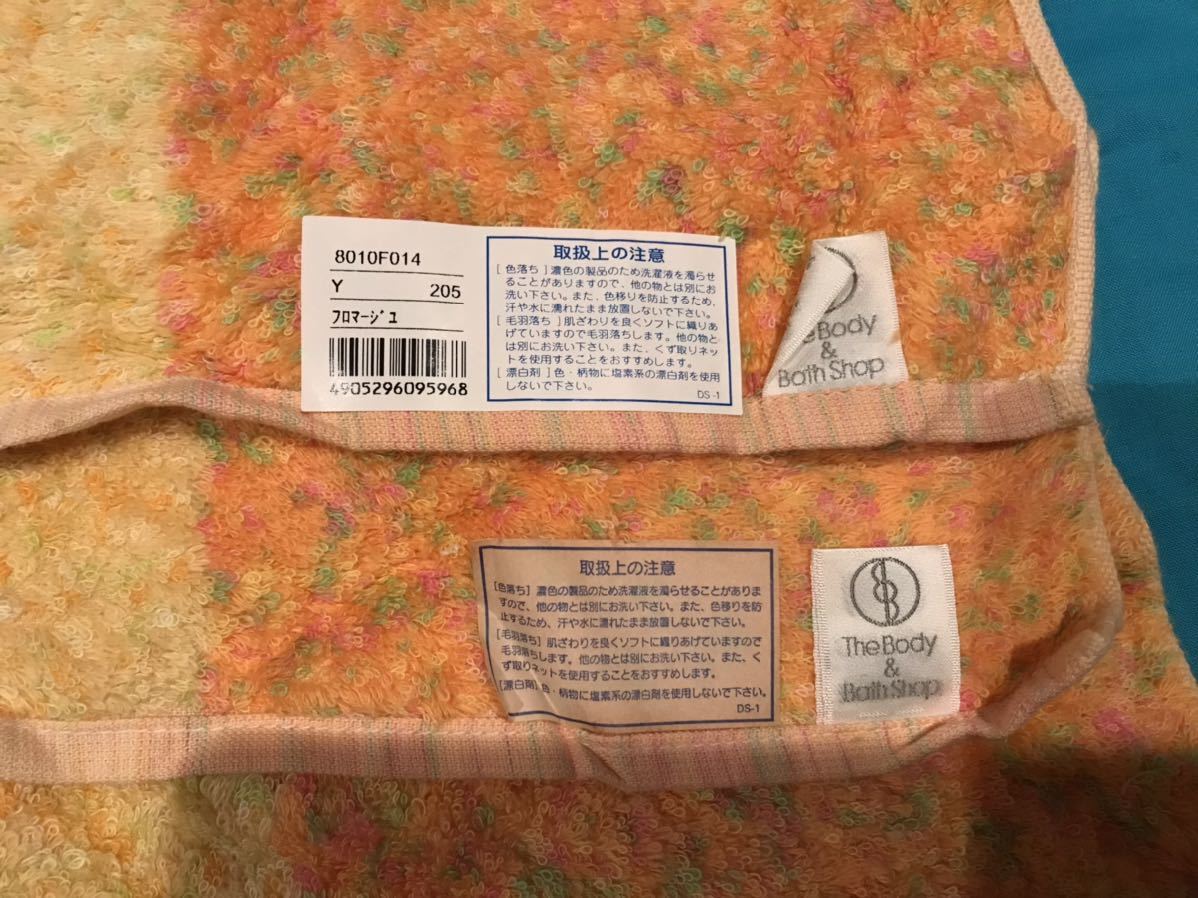 8010F014
Y 205
ﾌﾛﾏｰｼﾞﾕ
4905296095968
取扱上の注意
[ 色落ち ] 濃色の製品のため洗濯液を濁らせ
ることがありますので、他の物とは別にお
洗い下さい。また、色移りを防止するため、
汗や水に濡れたまま放置しないで下さい。
[ 毛羽落ち ] 肌ざわりを良くソフトに織りあ
げていますので毛羽落ちします。他の物と
は別にお洗い下さい。また、くず取りネッ
トを使用することをおすすめします。
[ 漂白剤 ] 色・柄物に塩素系の漂白剤を使用
しないで下さい。
DS-1
Body
&
Bath Shop
取扱上の注意
[色落ち] 濃色の製品のため洗濯液を濁らせることがありま
すので、他の物とは別にお洗い下さい。また、色移りを防
止するため、汗や水に濡れたまま放置しないで下さい。
[毛羽落ち] 肌ざわりを良くソフトに織りあげていますので
毛羽落ちします。他の物とは別にお洗い下さい。また、く
ず取りネットを使用することをおすすめします。
[漂白剤] 色・柄物に塩素系の漂白剤を使用しないで下さい。
DS-1
The Body
&
Bath Shop